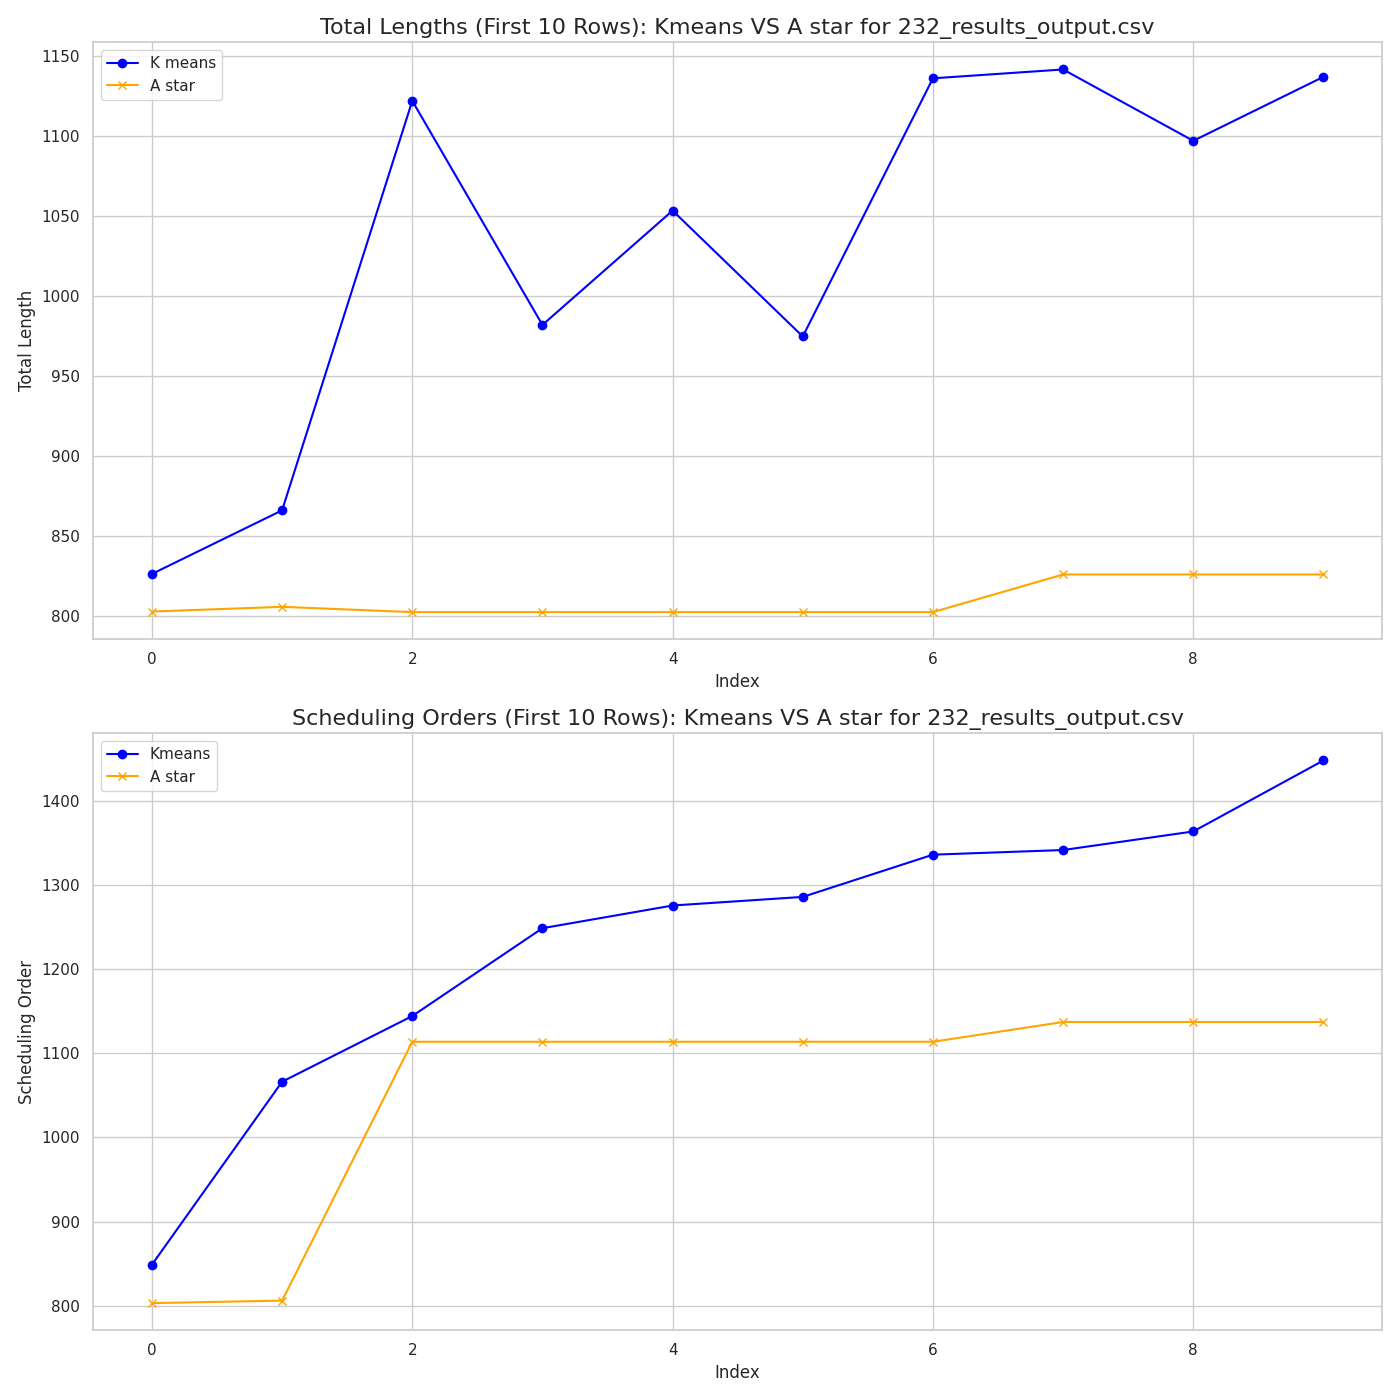 Total Lengths (First 10 Rows): Kmeans VS A star for 232_results_output.csv
K means
A star
1150
1100
1050
1000
950
900
850
800
Total Length
0 2 4 6 8
Index
Scheduling Orders (First 10 Rows): Kmeans VS A star for 232_results_output.csv
Kmeans
A star
1400
1300
1200
1100
1000
900
800
Scheduling Order
0 2 4 6 8
Index